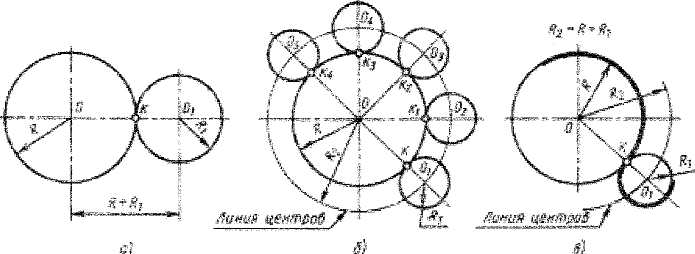 O
K
O₁
R
R₁
R + R₁
а)
O₅
O₄
O₃
O₂
O₁
K₄
K₃
K₂
K₁
K
O
R
R₂
R₁
Линия центров
б)
R₂ = R + R₁
R
R₂
O
K
O₁
R₁
Линия центров
в)